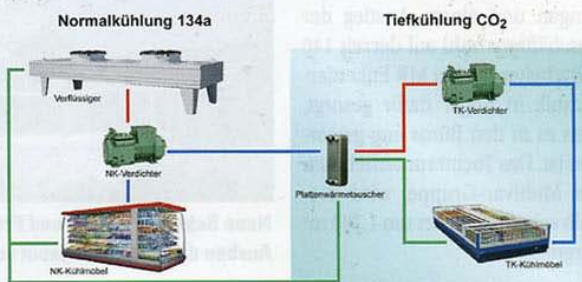 Normalkühlung 134a
Tiefkühlung CO₂
Verflüssiger
TK-Verdichter
NK-Verdichter
Plattenwärmetauscher
NK-Kühlmöbel
TK-Kühlmöbel